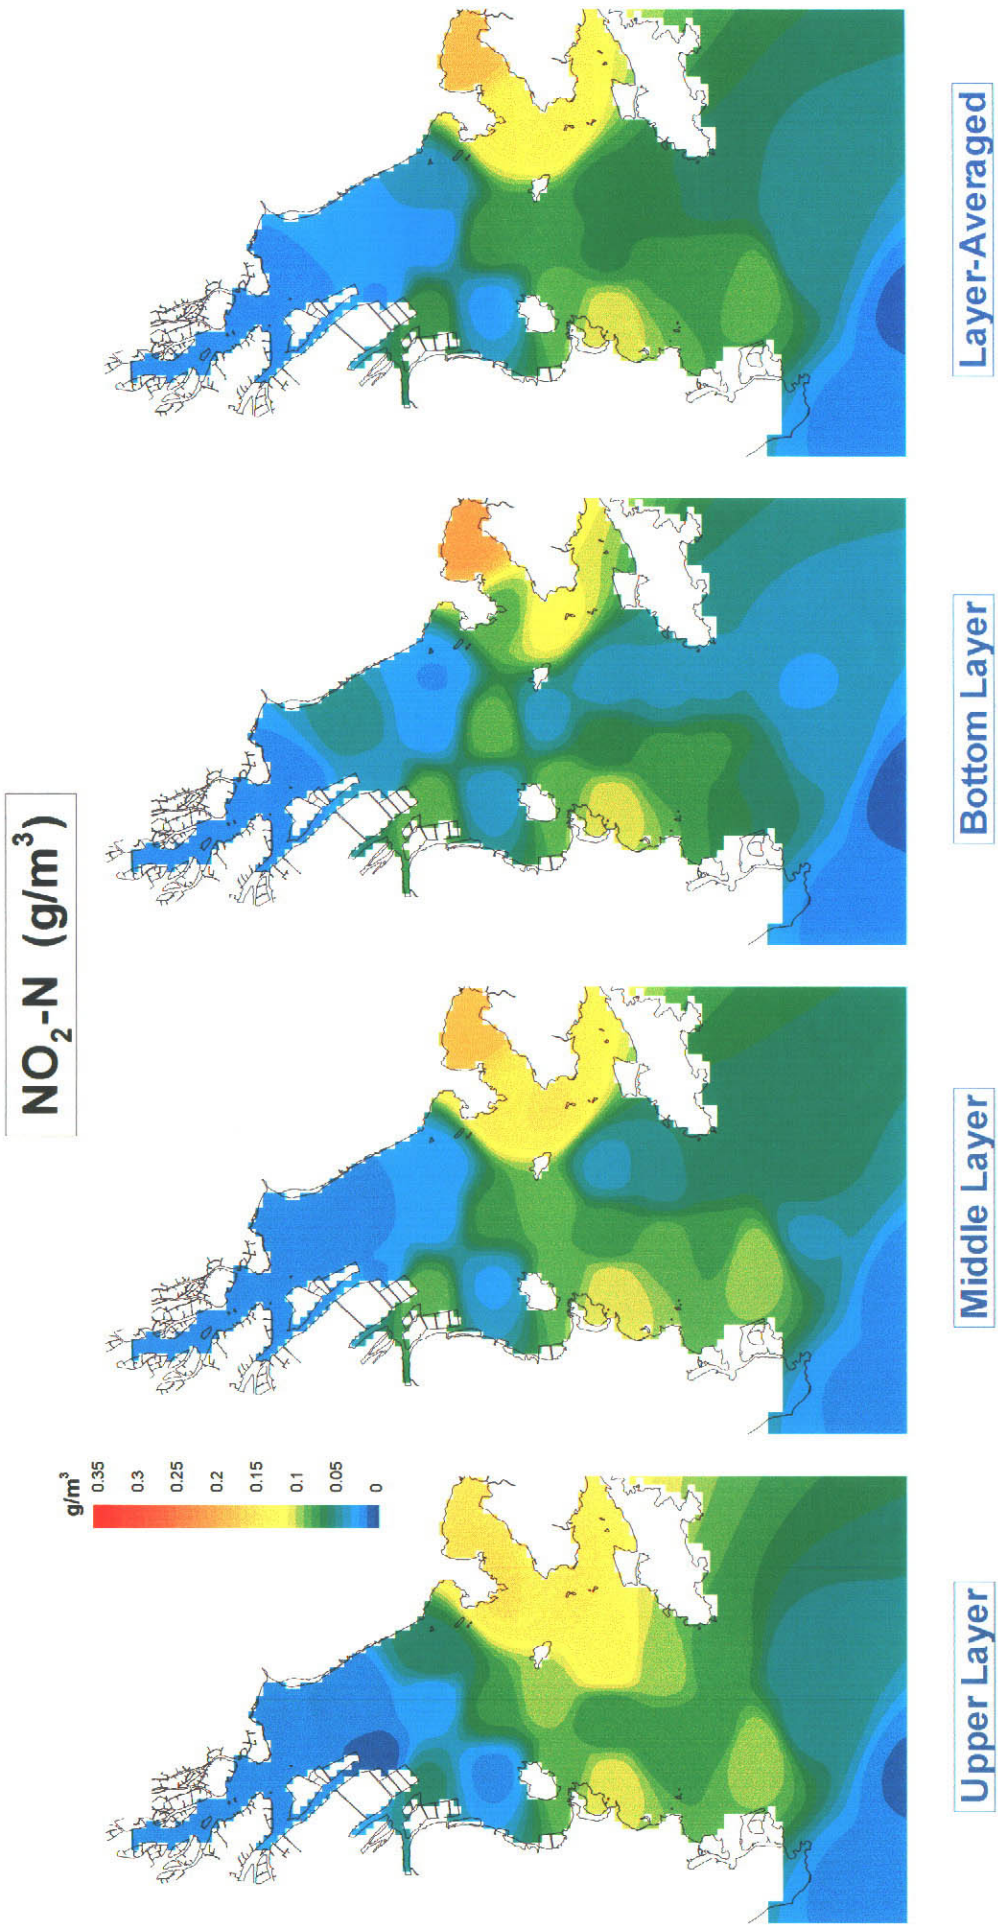 NO₂-N (g/m³)
g/m³
0.35
0.3
0.25
0.2
0.15
0.1
0.05
0
Upper Layer
Middle Layer
Bottom Layer
Layer-Averaged